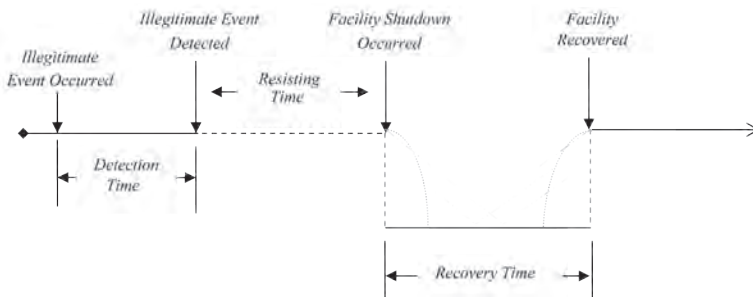 Illegitimate
Event Occurred
Illegitimate Event
Detected
Facility Shutdown
Occurred
Facility
Recovered
Resisting
Time
Detection
Time
Recovery Time